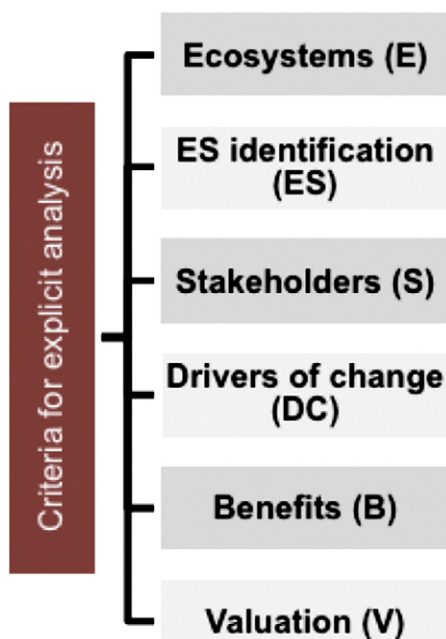 Criteria for explicit analysis
Ecosystems (E)
ES identification
(ES)
Stakeholders (S)
Drivers of change
(DC)
Benefits (B)
Valuation (V)